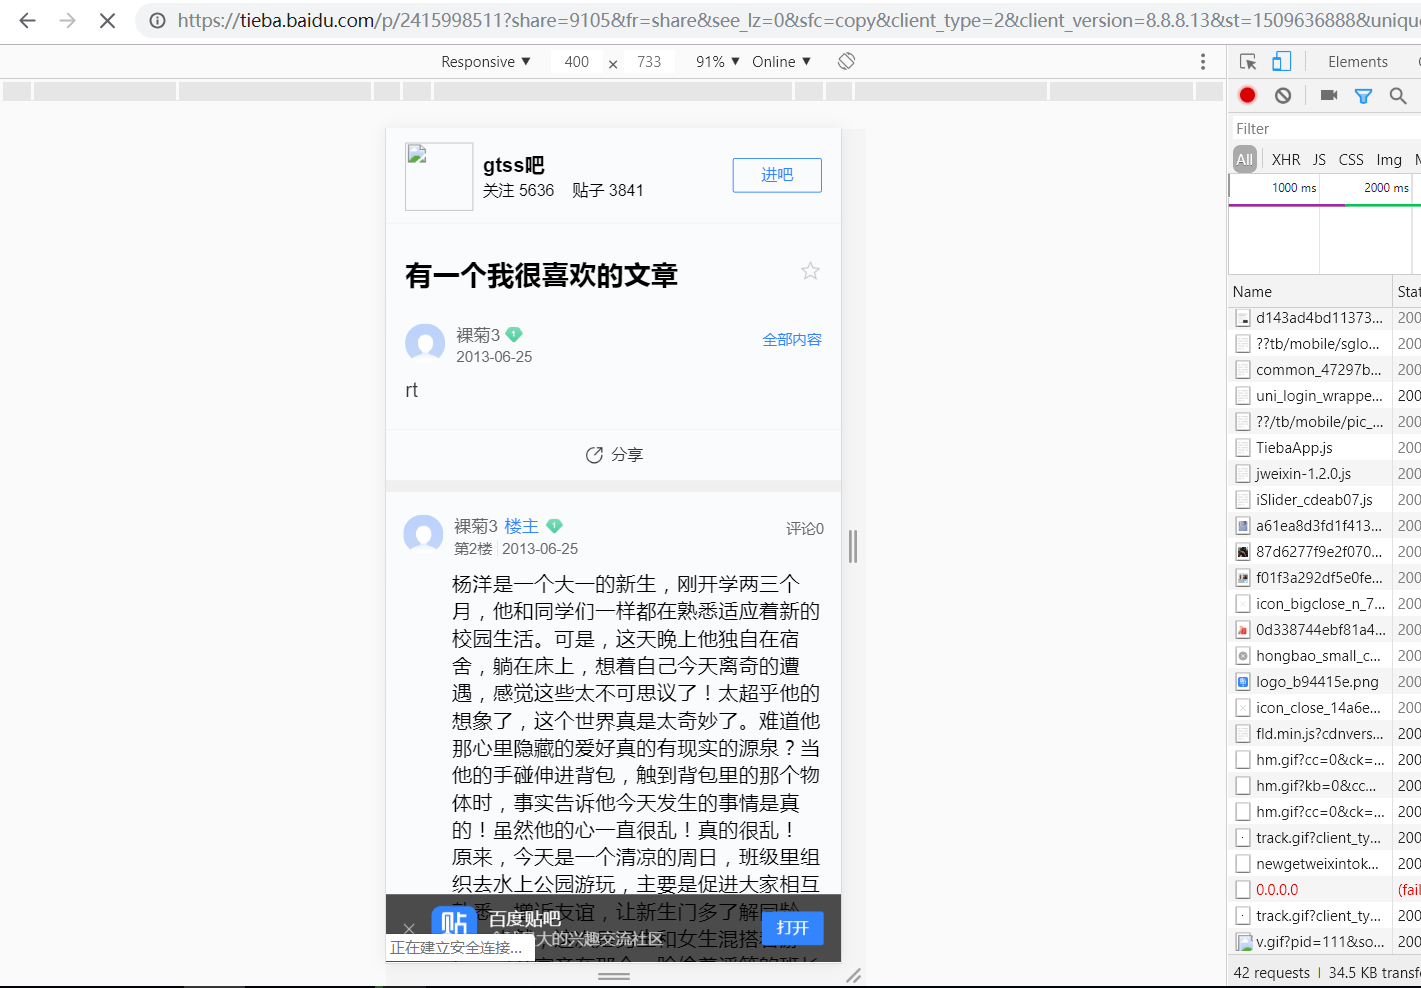 https://tieba.baidu.com/p/2415998511?share=9105&fr=share&see_lz=0&sfc=copy&client_type=2&client_version=8.8.8.13&st=1509636888&uniqu
Responsive ▼ 400 × 733 91% ▼ Online ▼
Elements
Filter
All XHR JS CSS Img
1000 ms 2000 ms
Name Stat
gtss吧
关注 5636 贴子 3841
进吧
有一个我很喜欢的文章
裸菊3 1
2013-06-25
全部内容
rt
分享
裸菊3 楼主 1
第2楼 2013-06-25
评论0
杨洋是一个大一的新生，刚开学两三个
月，他和同学们一样都在熟悉适应着新的
校园生活。可是，这天晚上他独自在宿
舍，躺在床上，想着自己今天离奇的遭
遇，感觉这些太不可思议了！太超乎他的
想象了，这个世界真是太奇妙了。难道他
那心里隐藏的爱好真的有现实的源泉？当
他的手碰伸进背包，触到背包里的那个物
体时，事实告诉他今天发生的事情是真
的！虽然他的心一直很乱！真的很乱！
原来，今天是一个清凉的周日，班级里组
织去水上公园游玩，主要是促进大家相互
贴 百度贴吧
大的兴趣交流社区
打开
正在建立安全连接...
d143ad4bd11373... 200
??tb/mobile/sglo... 200
common_47297b... 200
uni_login_wrappe... 200
??/tb/mobile/pic_... 200
TiebaApp.js 200
jweixin-1.2.0.js 200
iSlider_cdeab07.js 200
a61ea8d3fd1f413... 200
87d6277f9e2f070... 200
f01f3a292df5e0fe... 200
icon_bigclose_n_7... 200
0d338744ebf81a4... 200
hongbao_small_c... 200
logo_b94415e.png 200
icon_close_14a6e... 200
fld.min.js?cdnvers... 200
hm.gif?cc=0&ck=... 200
hm.gif?kb=0&cc... 200
hm.gif?cc=0&ck=... 200
track.gif?client_ty... 200
newgetweixintok... 200
0.0.0.0 (fail
track.gif?client_ty... 200
v.gif?pid=111&so... 200
42 requests | 34.5 KB transf